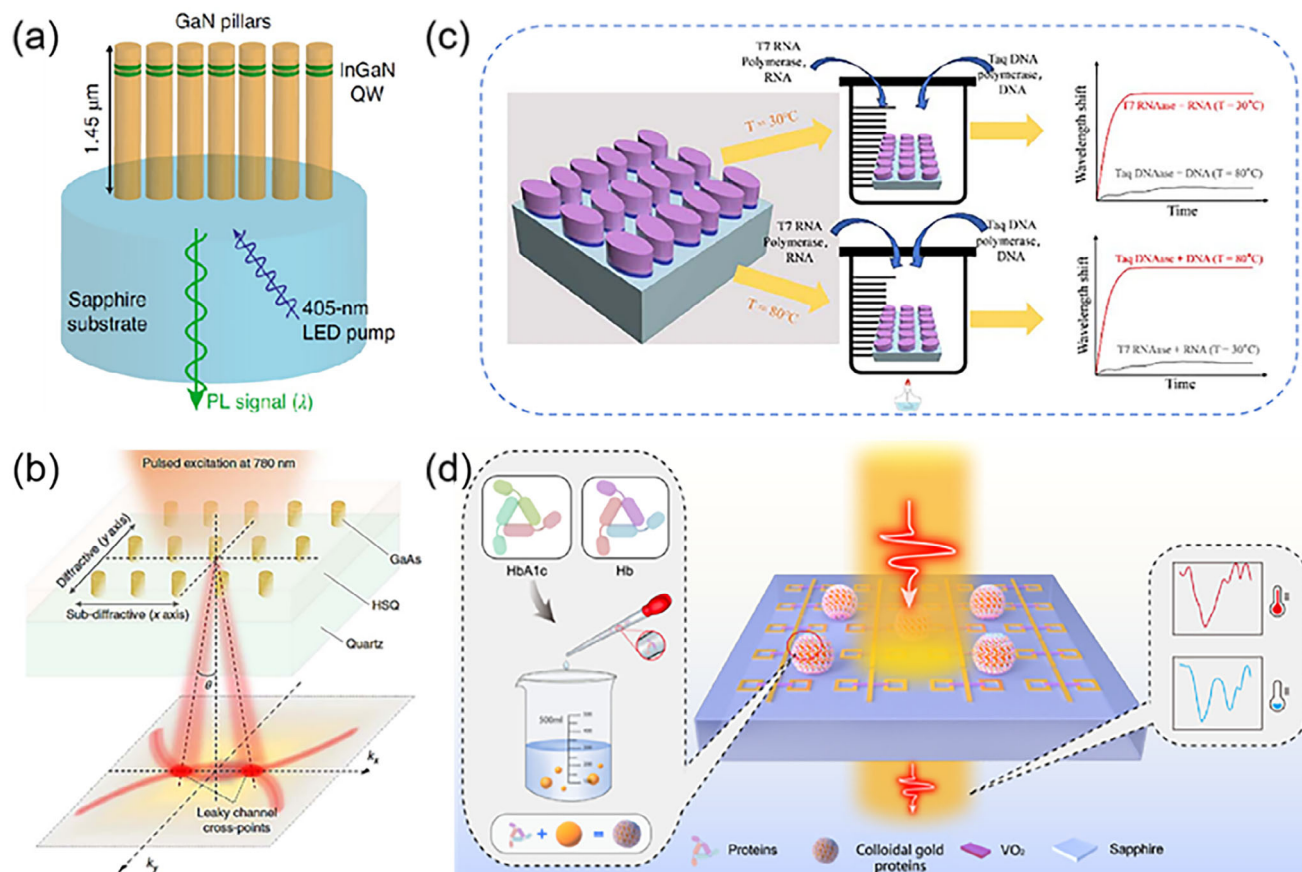 (a)
GaN pillars
InGaN
QW
1.45 μm
Sapphire
substrate
405-nm
LED pump
PL signal (λ)
(c)
T7 RNA
Polymerase,
RNA
Taq DNA
polymerase,
DNA
T = 30°C
T7 RNA
Polymerase,
RNA
Taq DNA
polymerase,
DNA
T = 80°C
Wavelength shift
T7 RNAase + RNA (T = 30°C)
Taq DNAase + DNA (T = 80°C)
Time
Wavelength shift
Taq DNAase + DNA (T = 80°C)
T7 RNAase + RNA (T = 30°C)
Time
(b)
Pulsed excitation at 780 nm
Diffractive (y axis)
Sub-diffractive (x axis)
GaAs
HSQ
Quartz
θ
kx
Leaky channel
cross-points
ky
(d)
HbA1c
Hb
500ml
+
=
Proteins
Colloidal gold
proteins
VO₂
Sapphire